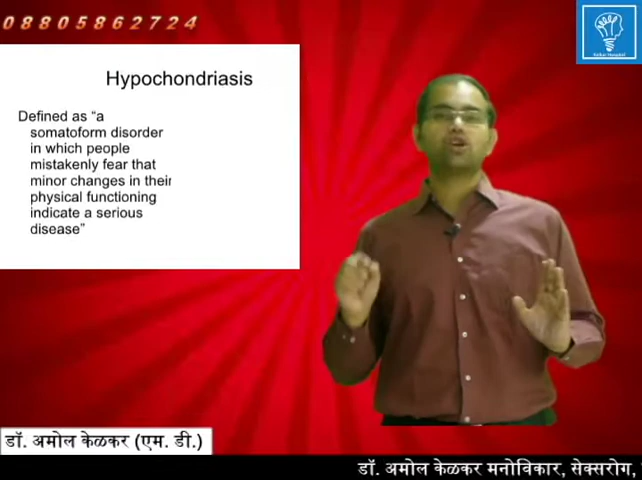 08805862724
Hypochondriasis
Defined as “a
somatoform disorder
in which people
mistakenly fear that
minor changes in their
physical functioning
indicate a serious
disease”
डॉ. अमोल केळकर (एम. डी.)
डॉ. अमोल केळकर मनोविकार, सेक्सरोग,